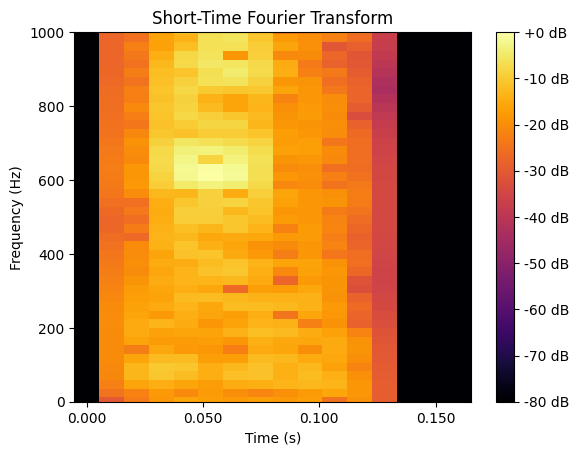 Short-Time Fourier Transform
1000
800
600
400
200
0
Frequency (Hz)
0.000
0.050
0.100
0.150
Time (s)
+0 dB
-10 dB
-20 dB
-30 dB
-40 dB
-50 dB
-60 dB
-70 dB
-80 dB